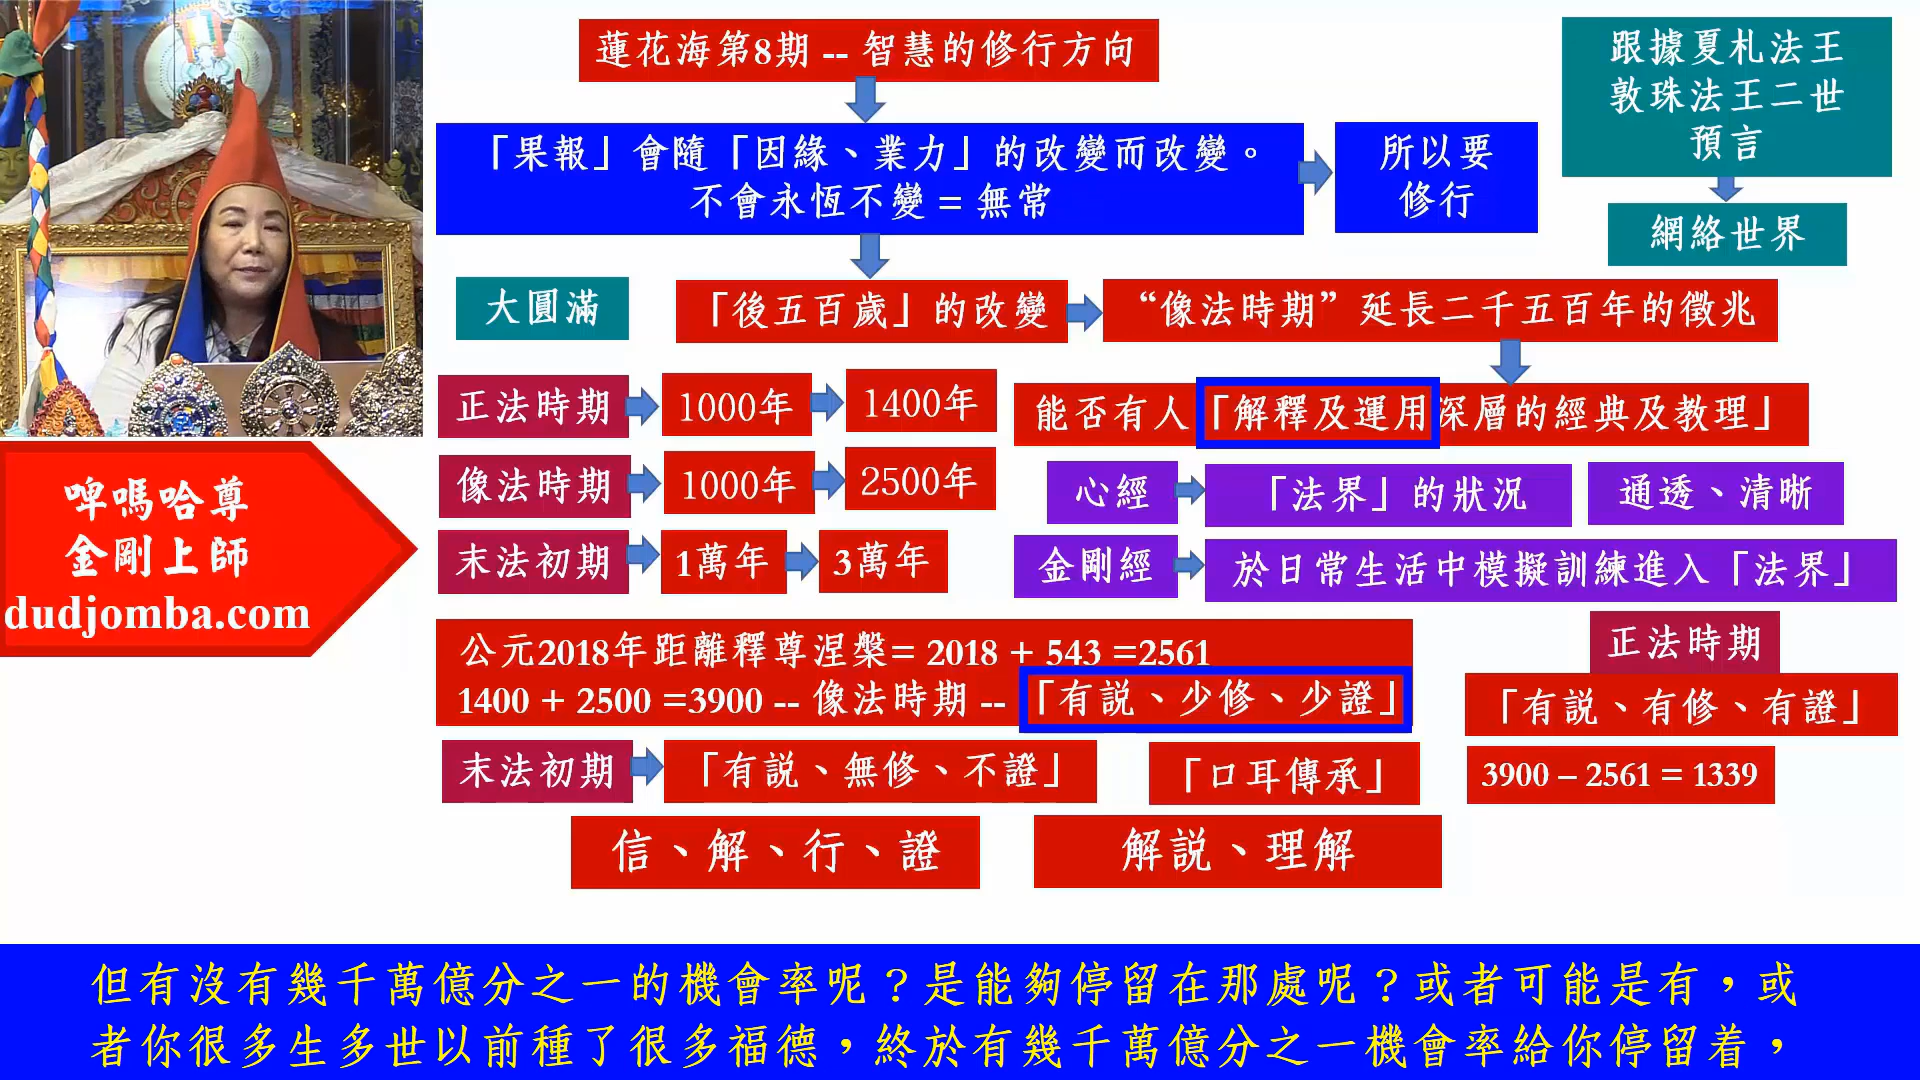 蓮花海第8期 -- 智慧的修行方向
跟據夏札法王
敦珠法王二世
預言
「果報」會隨「因緣、業力」的改變而改變。
不會永恆不變 = 無常
所以要
修行
網絡世界
大圓滿
「後五百歲」的改變
“像法時期”延長二千五百年的徵兆
正法時期
1000年
1400年
能否有人「解釋及運用深層的經典及教理」
像法時期
1000年
2500年
心經
「法界」的狀況
通透、清晰
末法初期
1萬年
3萬年
金剛經
於日常生活中模擬訓練進入「法界」
啤嗎哈尊
金剛上師
dudjomba.com
公元2018年距離釋尊涅槃= 2018 + 543 =2561
1400 + 2500 =3900 -- 像法時期 -- 「有説、少修、少證」
正法時期
「有説、有修、有證」
末法初期
「有説、無修、不證」
「口耳傳承」
3900 – 2561 = 1339
信、解、行、證
解説、理解
但有沒有幾千萬億分之一的機會率呢？是能夠停留在那處呢？或者可能是有，或
者你很多生多世以前種了很多福德，終於有幾千萬億分之一機會率給你停留着，